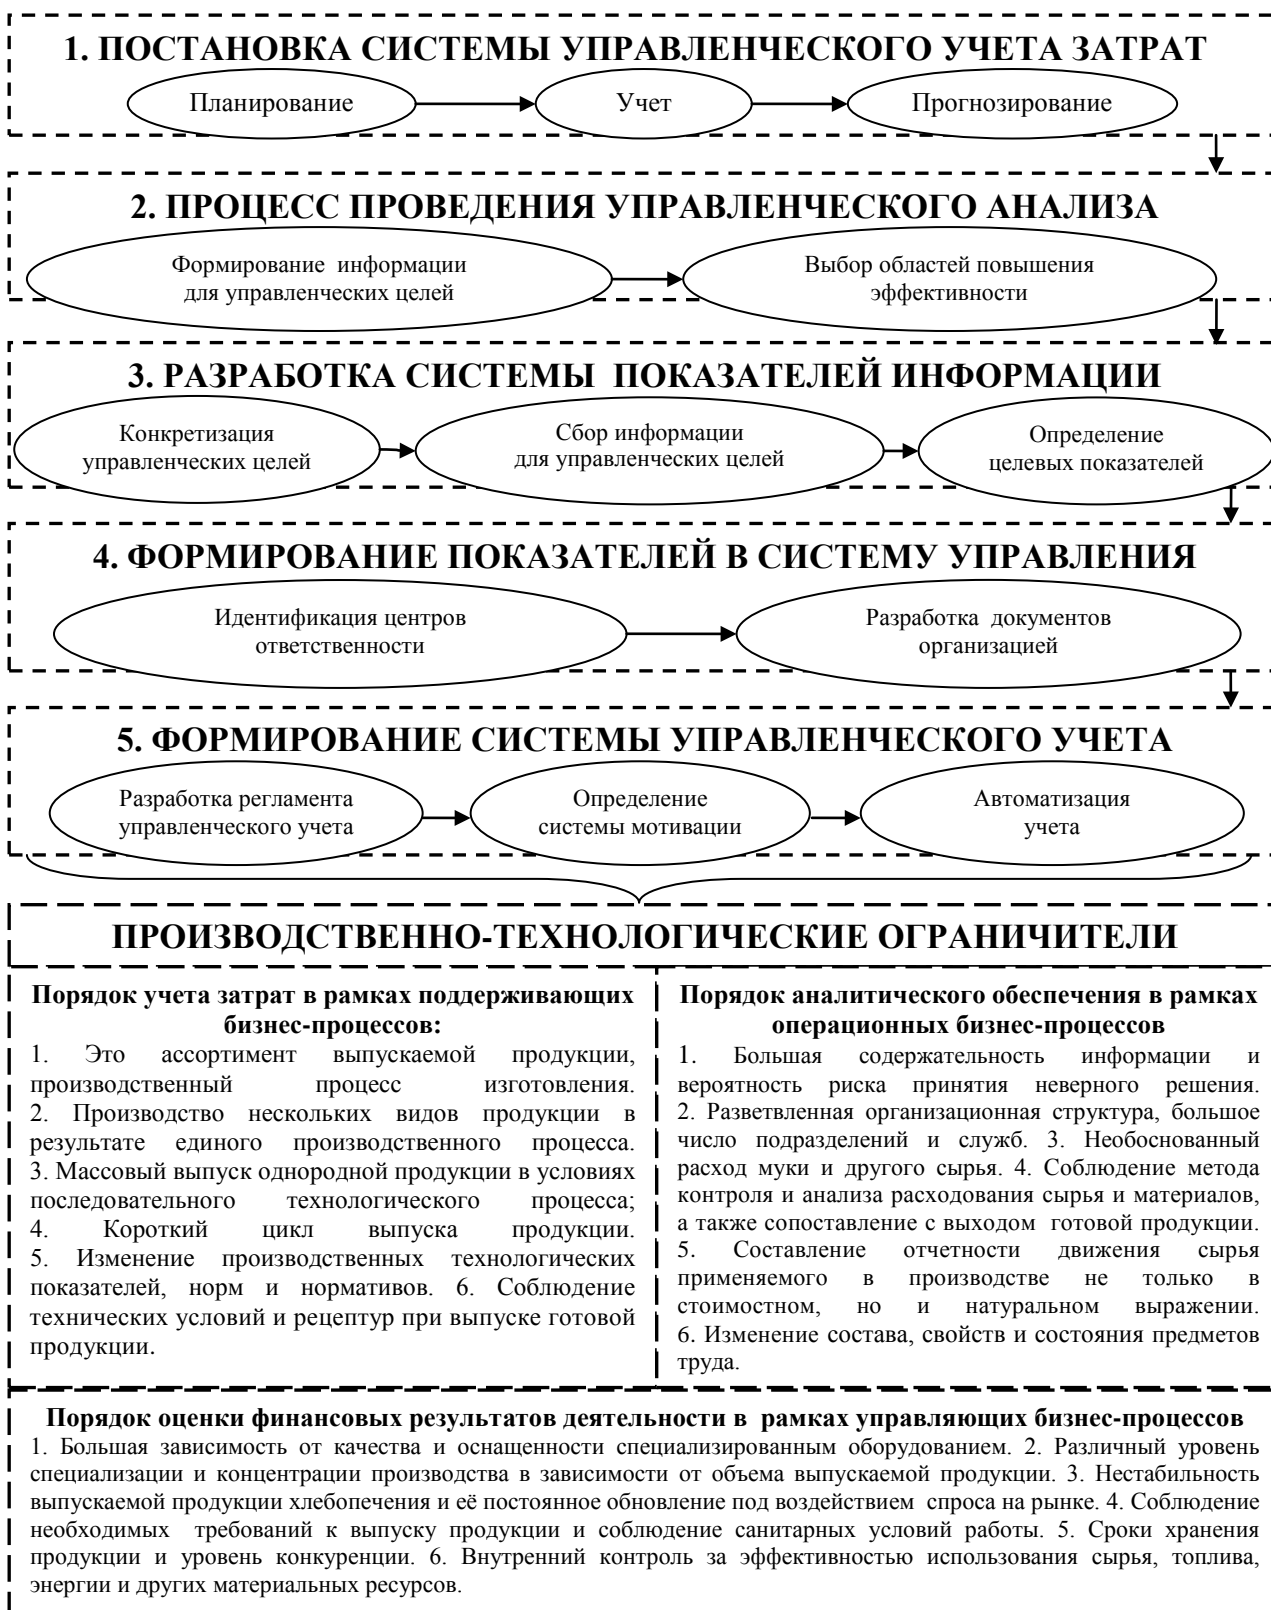 1. ПОСТАНОВКА СИСТЕМЫ УПРАВЛЕНЧЕСКОГО УЧЕТА ЗАТРАТ
Планирование
Учет
Прогнозирование
2. ПРОЦЕСС ПРОВЕДЕНИЯ УПРАВЛЕНЧЕСКОГО АНАЛИЗА
Формирование информации
для управленческих целей
Выбор областей повышения
эффективности
3. РАЗРАБОТКА СИСТЕМЫ ПОКАЗАТЕЛЕЙ ИНФОРМАЦИИ
Конкретизация
управленческих целей
Сбор информации
для управленческих целей
Определение
целевых показателей
4. ФОРМИРОВАНИЕ ПОКАЗАТЕЛЕЙ В СИСТЕМУ УПРАВЛЕНИЯ
Идентификация центров
ответственности
Разработка документов
организацией
5. ФОРМИРОВАНИЕ СИСТЕМЫ УПРАВЛЕНЧЕСКОГО УЧЕТА
Разработка регламента
управленческого учета
Определение
системы мотивации
Автоматизация
учета
ПРОИЗВОДСТВЕННО-ТЕХНОЛОГИЧЕСКИЕ ОГРАНИЧИТЕЛИ
Порядок учета затрат в рамках поддерживающих
бизнес-процессов:
1. Это ассортимент выпускаемой продукции,
производственный процесс изготовления.
2. Производство нескольких видов продукции в
результате единого производственного процесса.
3. Массовый выпуск однородной продукции в условиях
последовательного технологического процесса;
4. Короткий цикл выпуска продукции.
5. Изменение производственных технологических
показателей, норм и нормативов. 6. Соблюдение
технических условий и рецептур при выпуске готовой
продукции.
Порядок аналитического обеспечения в рамках
операционных бизнес-процессов
1. Большая содержательность информации и
вероятность риска принятия неверного решения.
2. Разветвленная организационная структура, большое
число подразделений и служб. 3. Необоснованный
расход муки и другого сырья. 4. Соблюдение метода
контроля и анализа расходования сырья и материалов,
а также сопоставление с выходом готовой продукции.
5. Составление отчетности движения сырья
применяемого в производстве не только в
стоимостном, но и натуральном выражении.
6. Изменение состава, свойств и состояния предметов
труда.
Порядок оценки финансовых результатов деятельности в рамках управляющих бизнес-процессов
1. Большая зависимость от качества и оснащенности специализированным оборудованием. 2. Различный уровень
специализации и концентрации производства в зависимости от объема выпускаемой продукции. 3. Нестабильность
выпускаемой продукции хлебопечения и её постоянное обновление под воздействием спроса на рынке. 4. Соблюдение
необходимых требований к выпуску продукции и соблюдение санитарных условий работы. 5. Сроки хранения
продукции и уровень конкуренции. 6. Внутренний контроль за эффективностью использования сырья, топлива,
энергии и других материальных ресурсов.